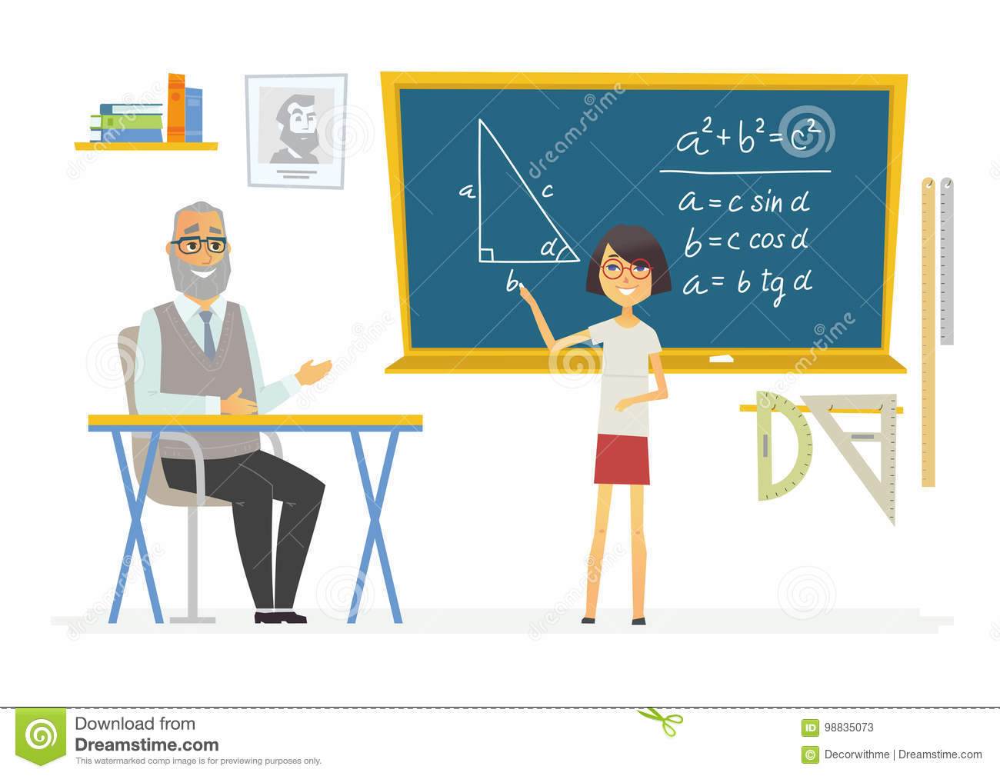 a² + b² = c²
a = c sin d
b = c cos d
a = b tg d
a
c
d
b
dreamstime
Download from
Dreamstime.com
This watermarked comp image is for previewing purposes only.
ID 98835073
© Decorwithme | Dreamstime.com